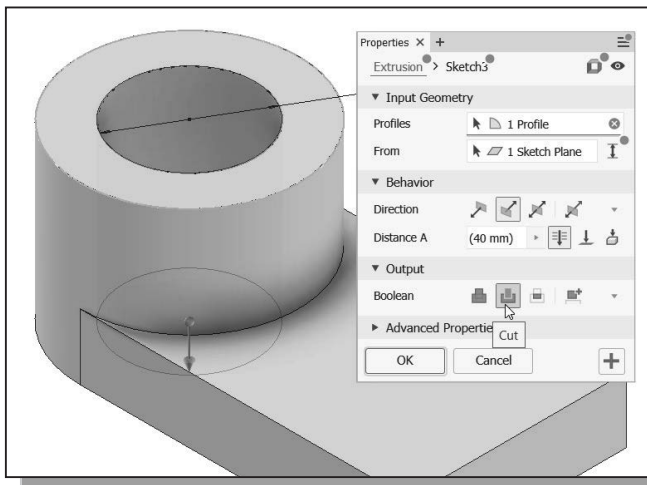 Properties × +
Extrusion > Sketch3
Input Geometry
Profiles 1 Profile
From 1 Sketch Plane
Behavior
Direction
Distance A (40 mm)
Output
Boolean
Advanced Propertie
Cut
OK Cancel +